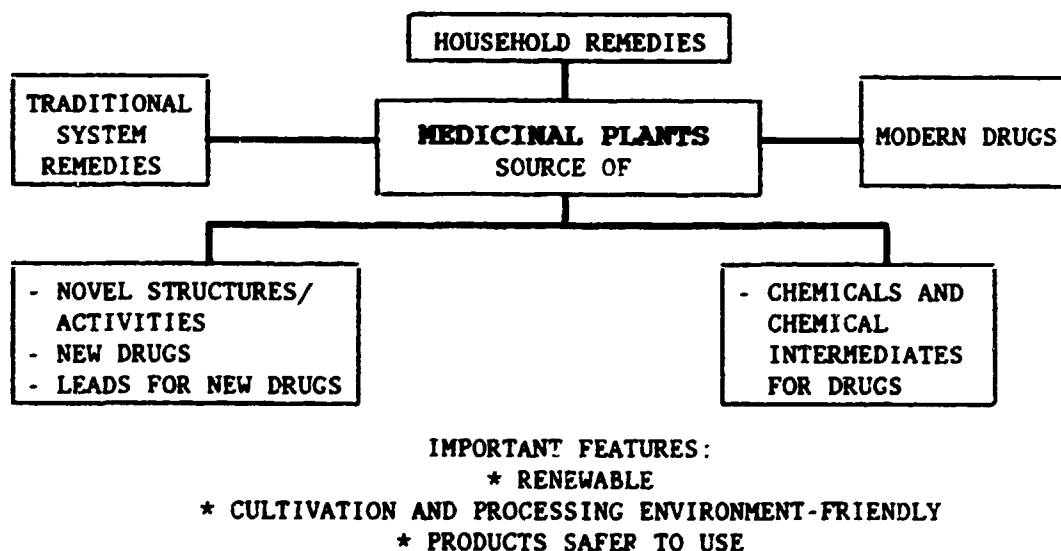 HOUSEHOLD REMEDIES
TRADITIONAL
SYSTEM
REMEDIES
MEDICINAL PLANTS
SOURCE OF
MODERN DRUGS
- NOVEL STRUCTURES/
ACTIVITIES
- NEW DRUGS
- LEADS FOR NEW DRUGS
- CHEMICALS AND
CHEMICAL
INTERMEDIATES
FOR DRUGS
IMPORTANT FEATURES:
* RENEWABLE
* CULTIVATION AND PROCESSING ENVIRONMENT-FRIENDLY
* PRODUCTS SAFER TO USE